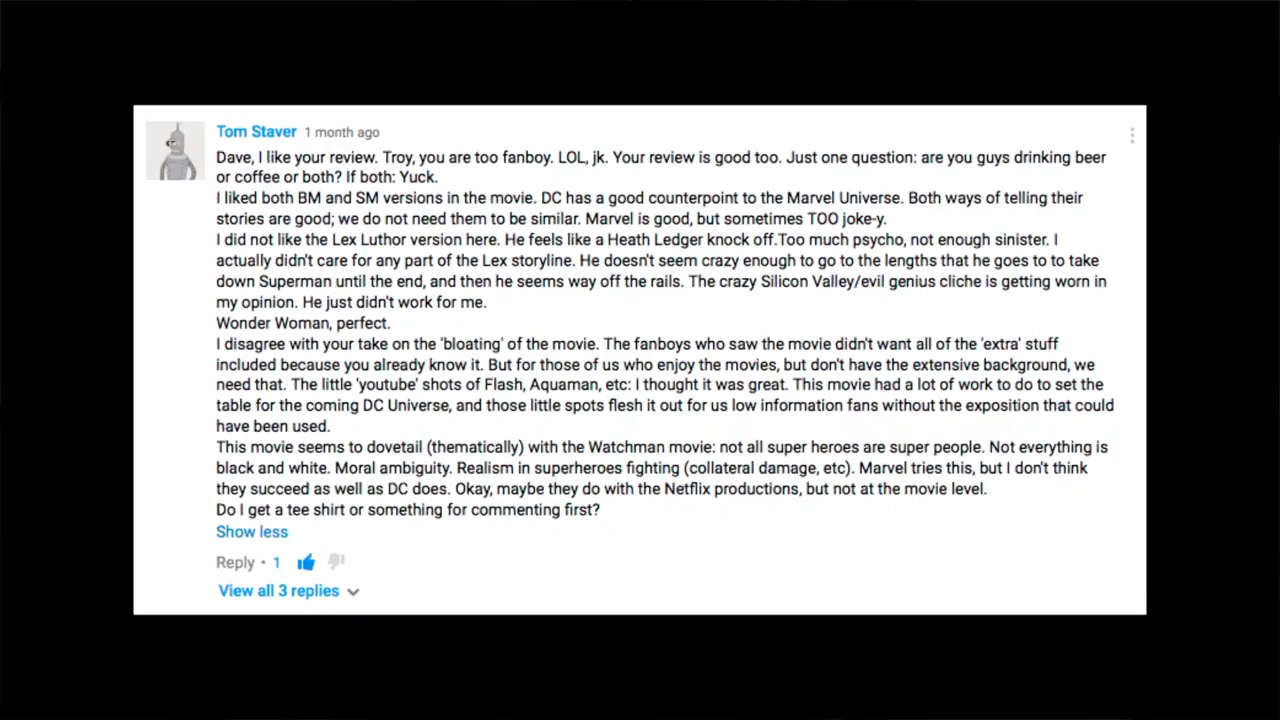 Tom Staver 1 month ago
Dave, I like your review. Troy, you are too fanboy. LOL, jk. Your review is good too. Just one question: are you guys drinking beer
or coffee or both? If both: Yuck.
I liked both BM and SM versions in the movie. DC has a good counterpoint to the Marvel Universe. Both ways of telling their
stories are good; we do not need them to be similar. Marvel is good, but sometimes TOO joke-y.
I did not like the Lex Luthor version here. He feels like a Heath Ledger knock off.Too much psycho, not enough sinister. I
actually didn't care for any part of the Lex storyline. He doesn't seem crazy enough to go to the lengths that he goes to to take
down Superman until the end, and then he seems way off the rails. The crazy Silicon Valley/evil genius cliche is getting worn in
my opinion. He just didn't work for me.
Wonder Woman, perfect.
I disagree with your take on the 'bloating' of the movie. The fanboys who saw the movie didn't want all of the 'extra' stuff
included because you already know it. But for those of us who enjoy the movies, but don't have the extensive background, we
need that. The little 'youtube' shots of Flash, Aquaman, etc: I thought it was great. This movie had a lot of work to do to set the
table for the coming DC Universe, and those little spots flesh it out for us low information fans without the exposition that could
have been used.
This movie seems to dovetail (thematically) with the Watchman movie: not all super heroes are super people. Not everything is
black and white. Moral ambiguity. Realism in superheroes fighting (collateral damage, etc). Marvel tries this, but I don't think
they succeed as well as DC does. Okay, maybe they do with the Netflix productions, but not at the movie level.
Do I get a tee shirt or something for commenting first?
Show less
Reply • 1
View all 3 replies